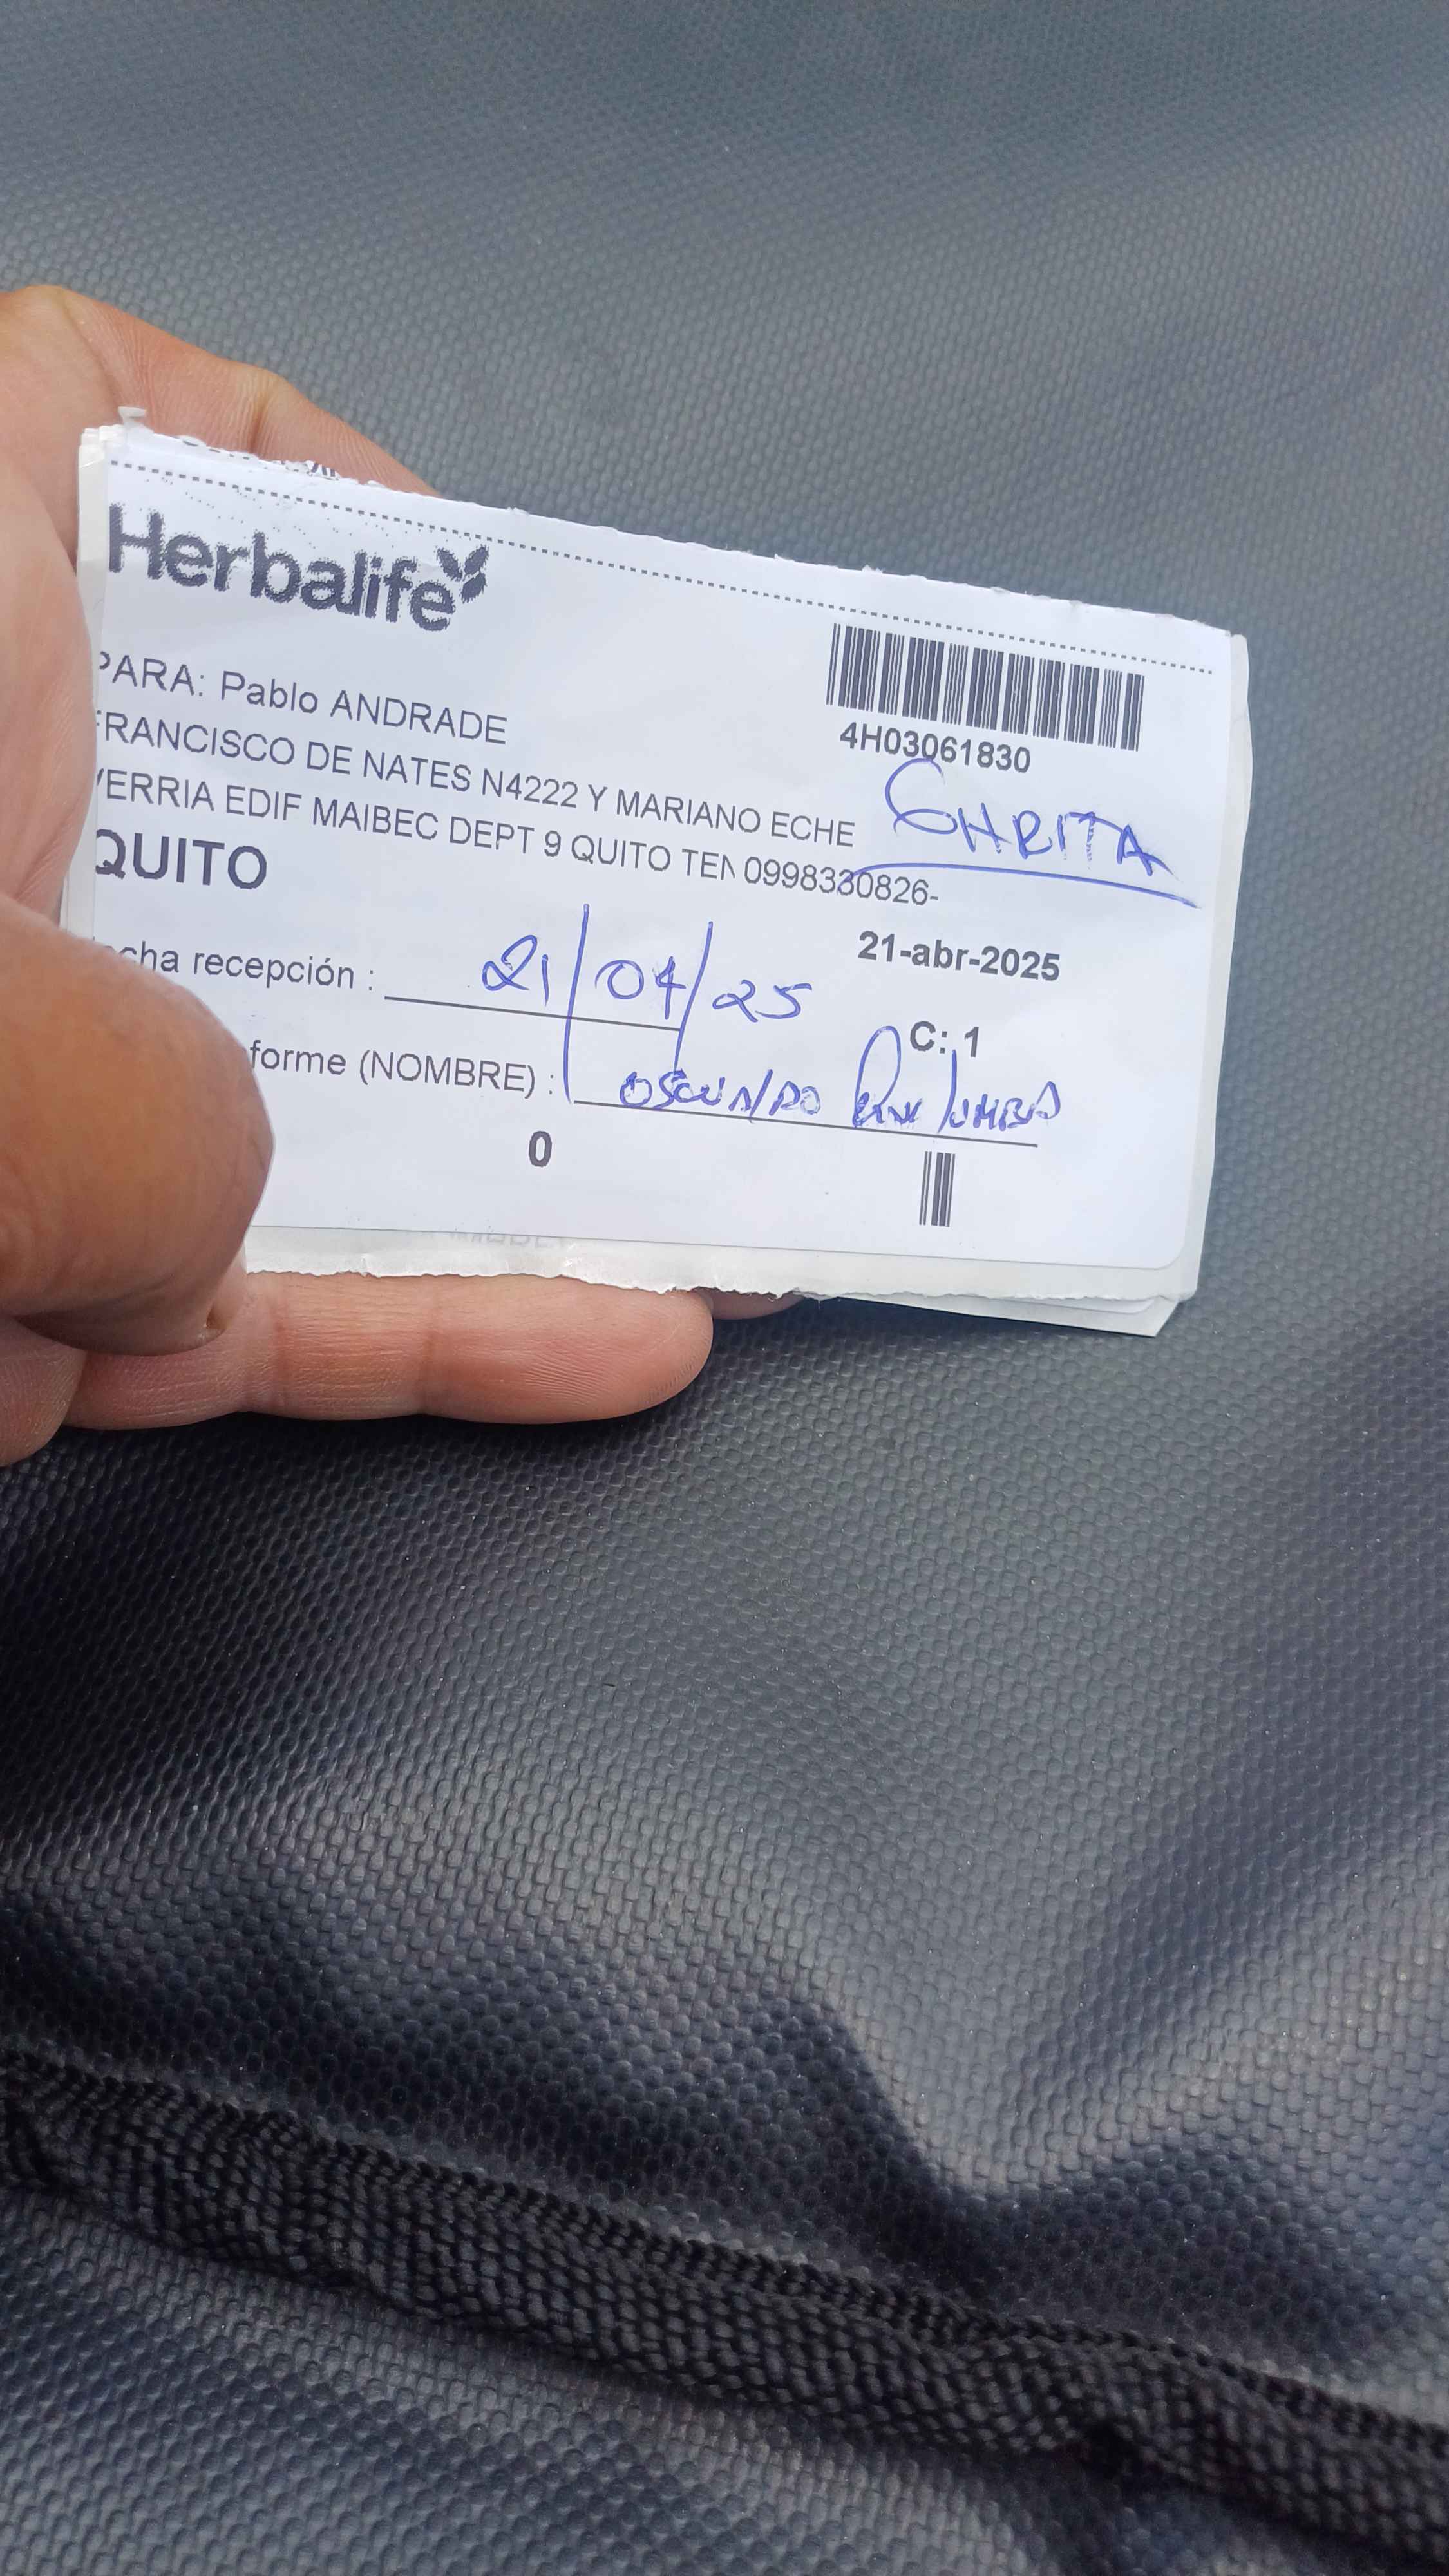 Herbalife
PARA: Pablo ANDRADE
4H03061830
FRANCISCO DE NATES N4222 Y MARIANO ECHE
VERRIA EDIF MAIBEC DEPT 9 QUITO TEN 0998330826-
QUITO
21-abr-2025
cha recepción : 21/04/25
C: 1
forme (NOMBRE) :
0